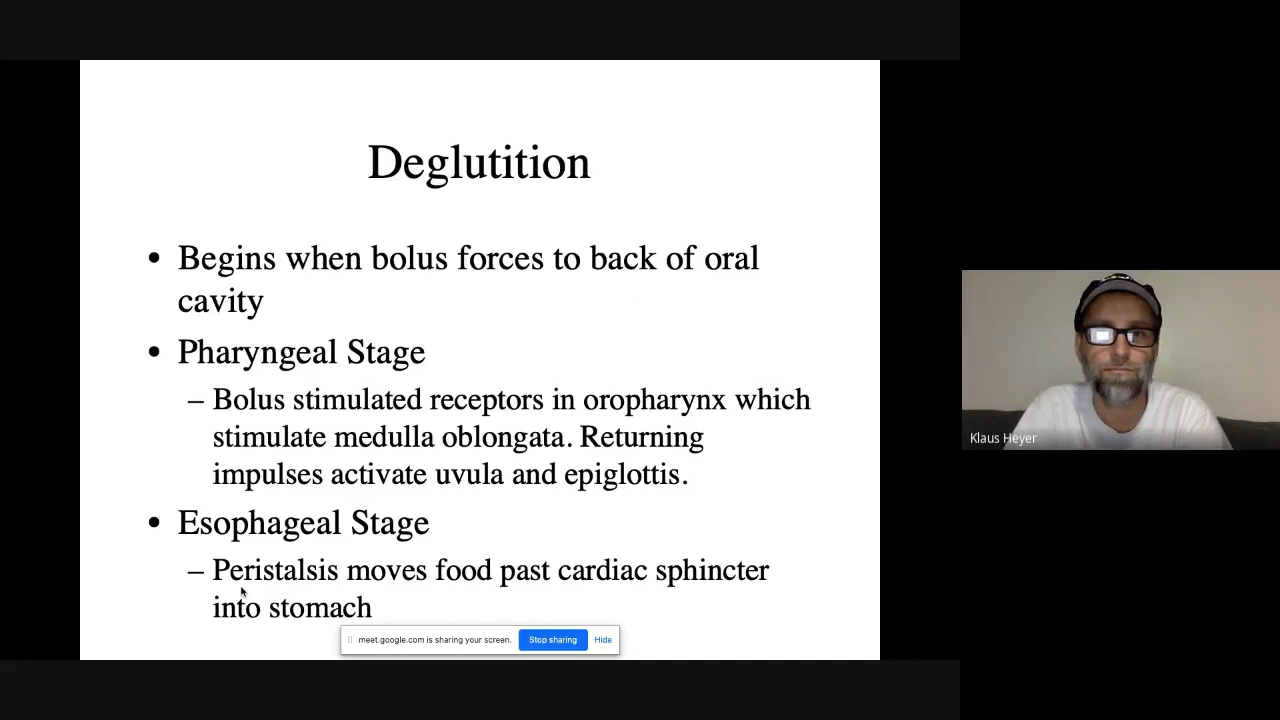 Deglutition
• Begins when bolus forces to back of oral
cavity
• Pharyngeal Stage
– Bolus stimulated receptors in oropharynx which
stimulate medulla oblongata. Returning
impulses activate uvula and epiglottis.
• Esophageal Stage
– Peristalsis moves food past cardiac sphincter
into stomach
meet.google.com is sharing your screen. Stop sharing Hide
Klaus Heyer